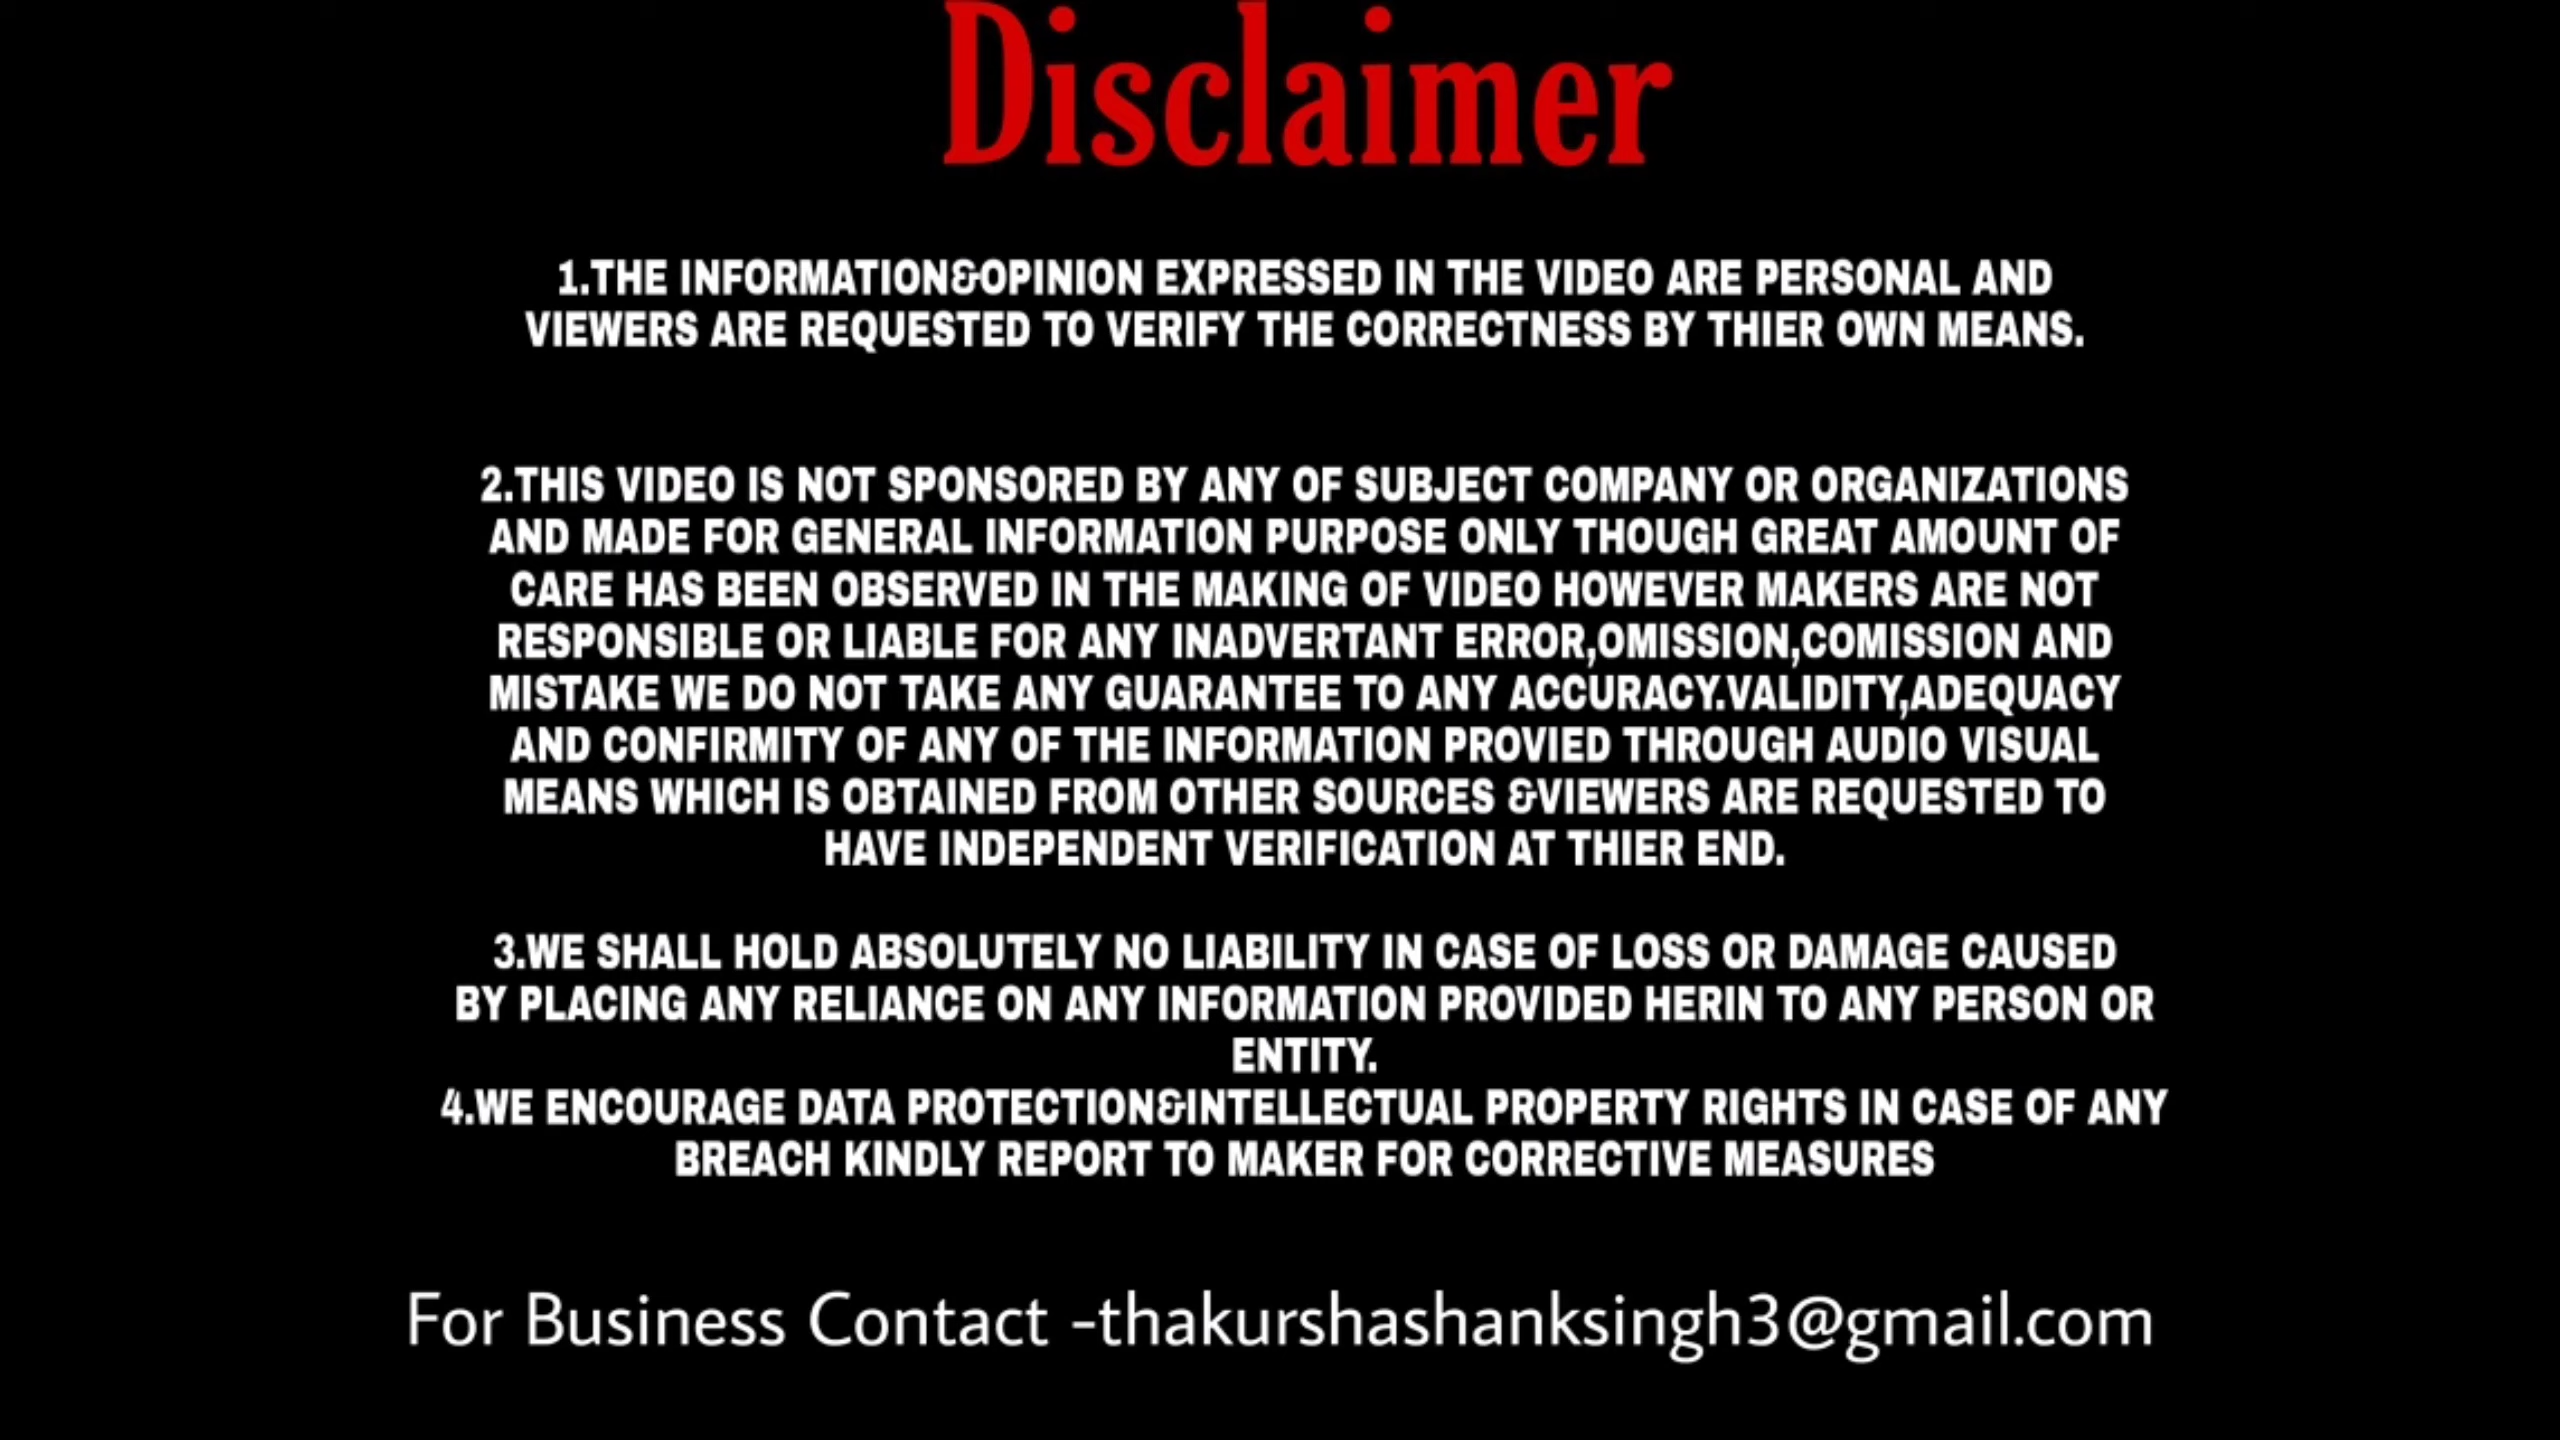 Disclaimer
1.THE INFORMATION&OPINION EXPRESSED IN THE VIDEO ARE PERSONAL AND
VIEWERS ARE REQUESTED TO VERIFY THE CORRECTNESS BY THIER OWN MEANS.
2.THIS VIDEO IS NOT SPONSORED BY ANY OF SUBJECT COMPANY OR ORGANIZATIONS
AND MADE FOR GENERAL INFORMATION PURPOSE ONLY THOUGH GREAT AMOUNT OF
CARE HAS BEEN OBSERVED IN THE MAKING OF VIDEO HOWEVER MAKERS ARE NOT
RESPONSIBLE OR LIABLE FOR ANY INADVERTANT ERROR,OMISSION,COMISSION AND
MISTAKE WE DO NOT TAKE ANY GUARANTEE TO ANY ACCURACY.VALIDITY,ADEQUACY
AND CONFIRMITY OF ANY OF THE INFORMATION PROVIED THROUGH AUDIO VISUAL
MEANS WHICH IS OBTAINED FROM OTHER SOURCES &VIEWERS ARE REQUESTED TO
HAVE INDEPENDENT VERIFICATION AT THIER END.
3.WE SHALL HOLD ABSOLUTELY NO LIABILITY IN CASE OF LOSS OR DAMAGE CAUSED
BY PLACING ANY RELIANCE ON ANY INFORMATION PROVIDED HERIN TO ANY PERSON OR
ENTITY.
4.WE ENCOURAGE DATA PROTECTION&INTELLECTUAL PROPERTY RIGHTS IN CASE OF ANY
BREACH KINDLY REPORT TO MAKER FOR CORRECTIVE MEASURES
For Business Contact -thakurshashanksingh3@gmail.com